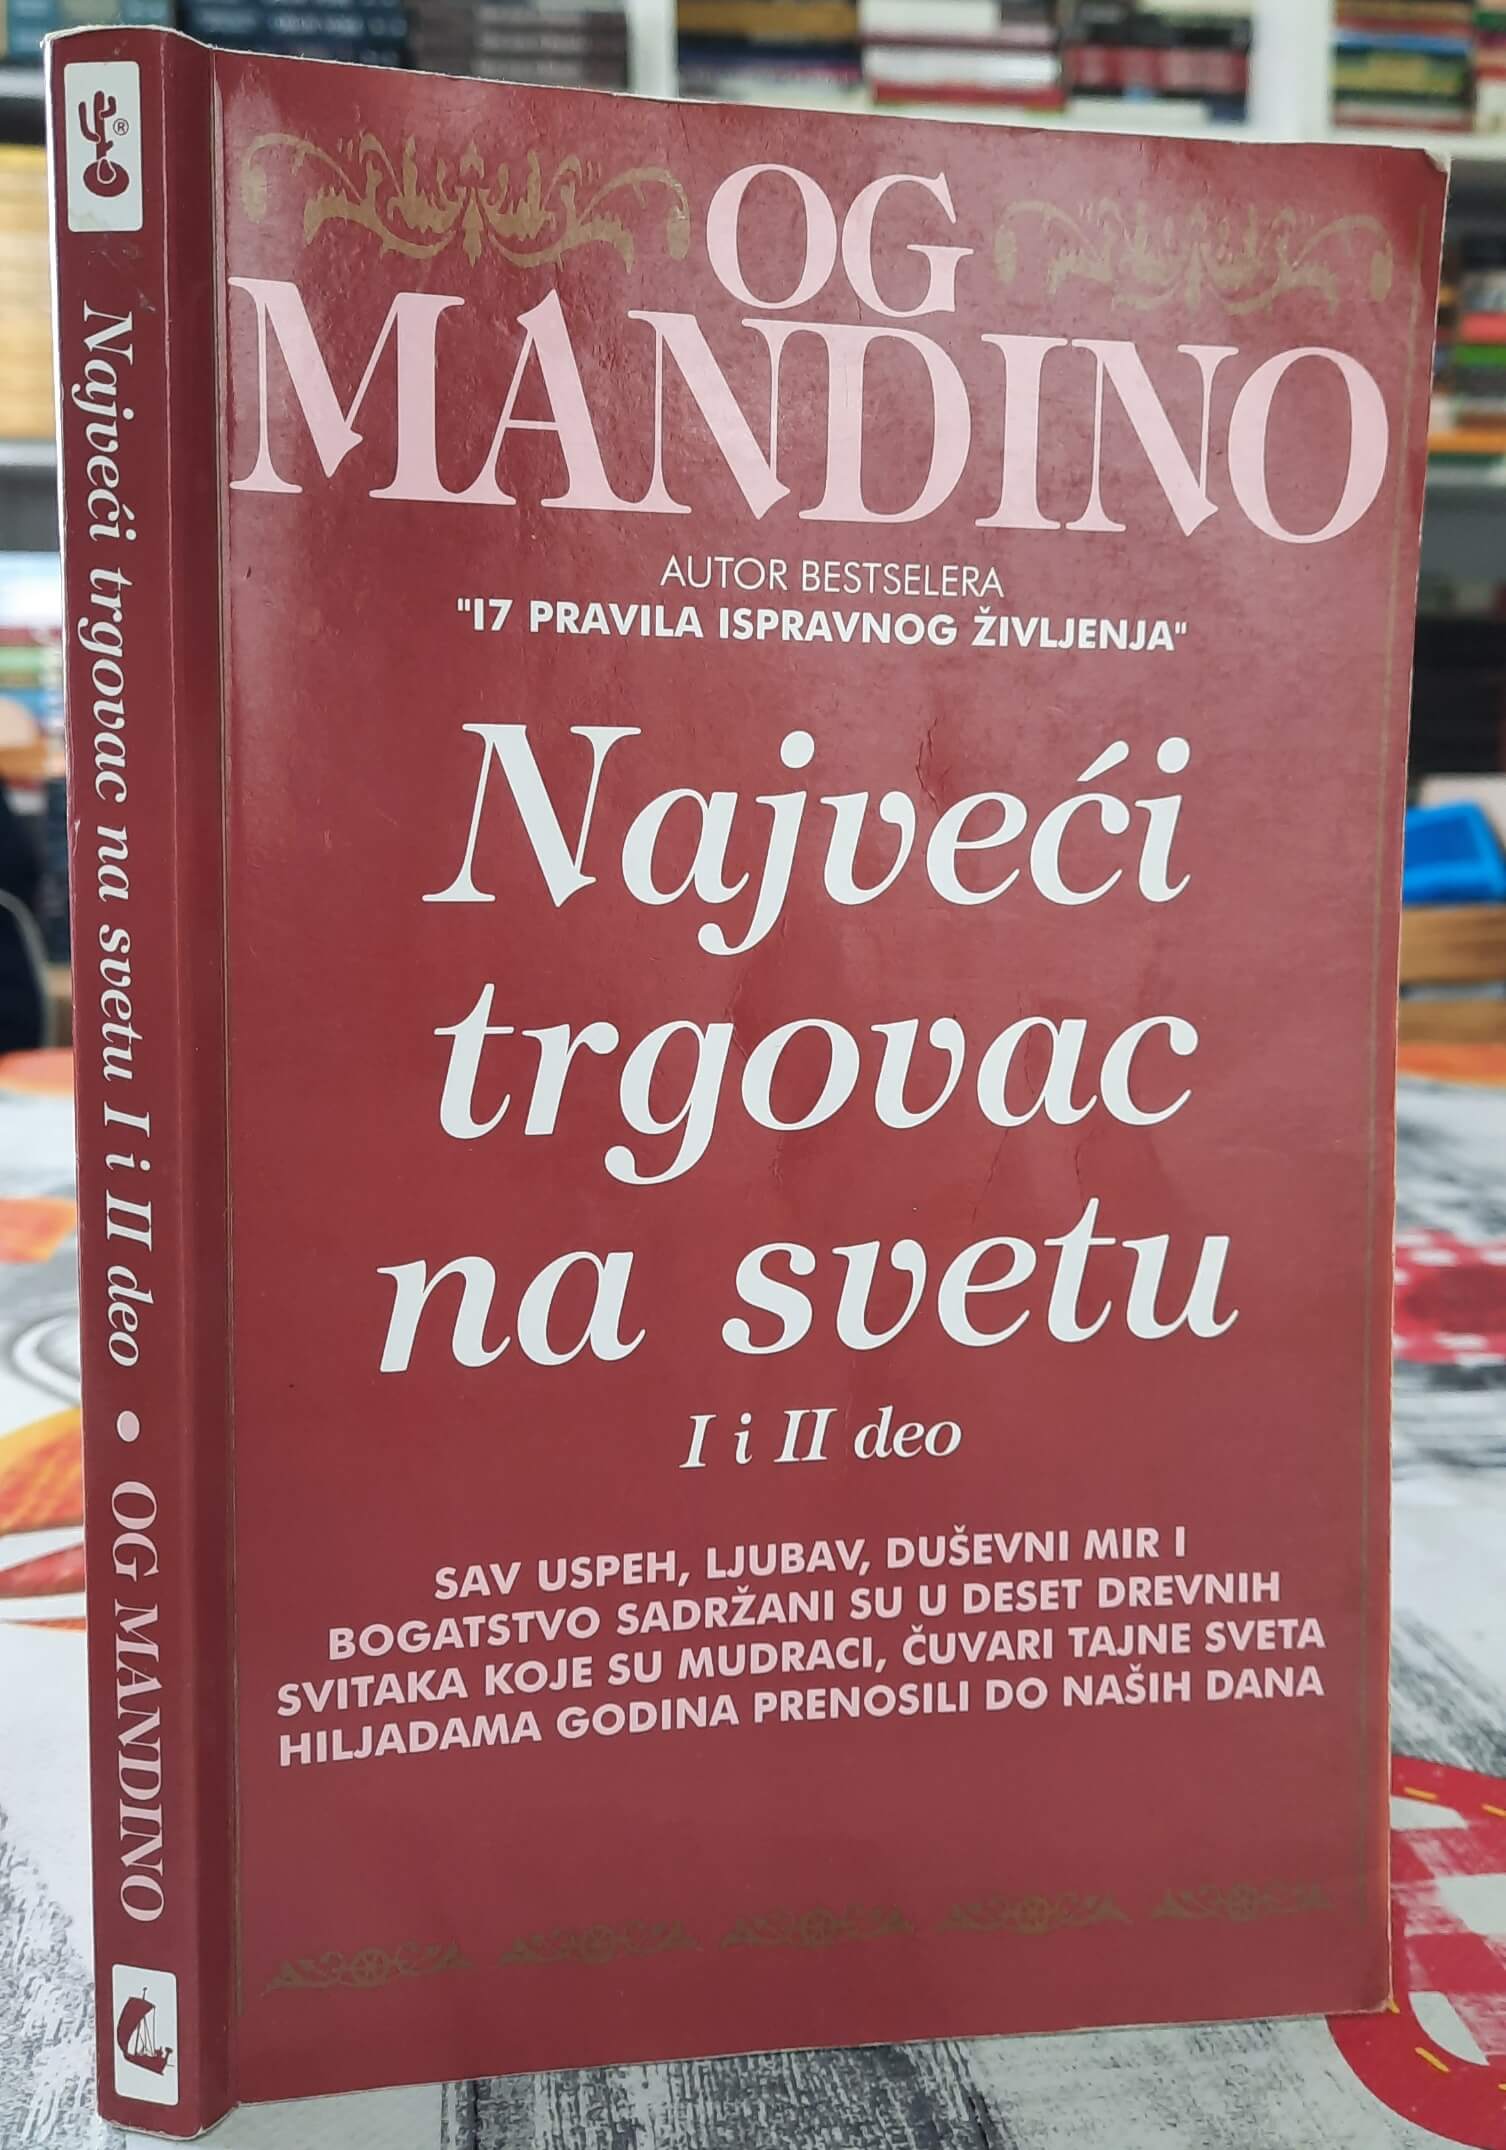 Najveći trgovac na svetu I i II deo • OG MANDINO
OG
MANDINO
AUTOR BESTSELERA
"17 PRAVILA ISPRAVNOG ŽIVLJENJA"
Najveći
trgovac
na svetu
I i II deo
SAV USPEH, LJUBAV, DUŠEVNI MIR I
BOGATSTVO SADRŽANI SU U DESET DREVNIH
SVITAKA KOJE SU MUDRACI, ČUVARI TAJNE SVETA
HILJADAMA GODINA PRENOSILI DO NAŠIH DANA